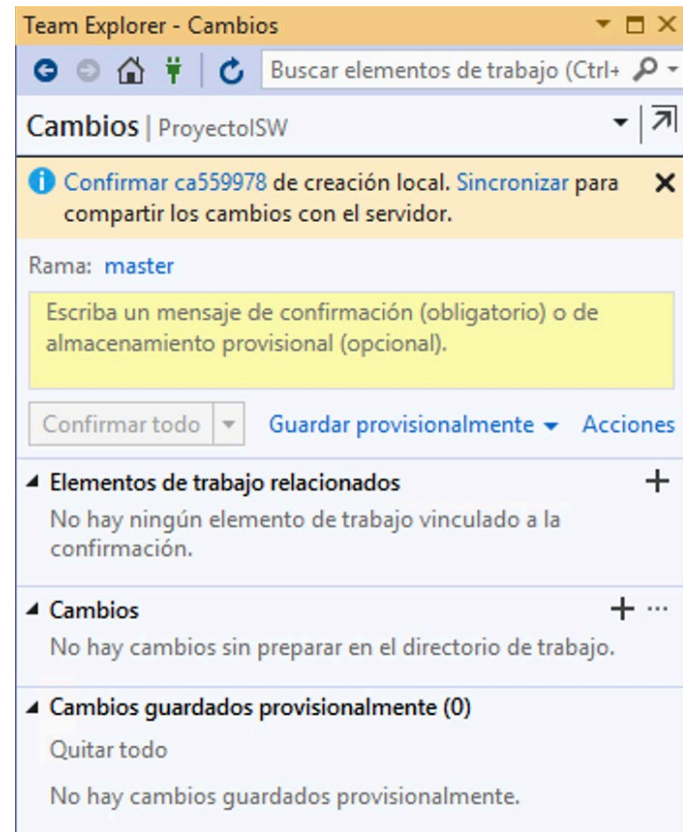 Team Explorer - Cambios
Buscar elementos de trabajo (Ctrl+
Cambios | ProyectoISW
Confirmar ca559978 de creación local. Sincronizar para
compartir los cambios con el servidor.
Rama: master
Escriba un mensaje de confirmación (obligatorio) o de
almacenamiento provisional (opcional).
Confirmar todo Guardar provisionalmente Acciones
Elementos de trabajo relacionados
No hay ningún elemento de trabajo vinculado a la
confirmación.
Cambios
No hay cambios sin preparar en el directorio de trabajo.
Cambios guardados provisionalmente (0)
Quitar todo
No hay cambios guardados provisionalmente.